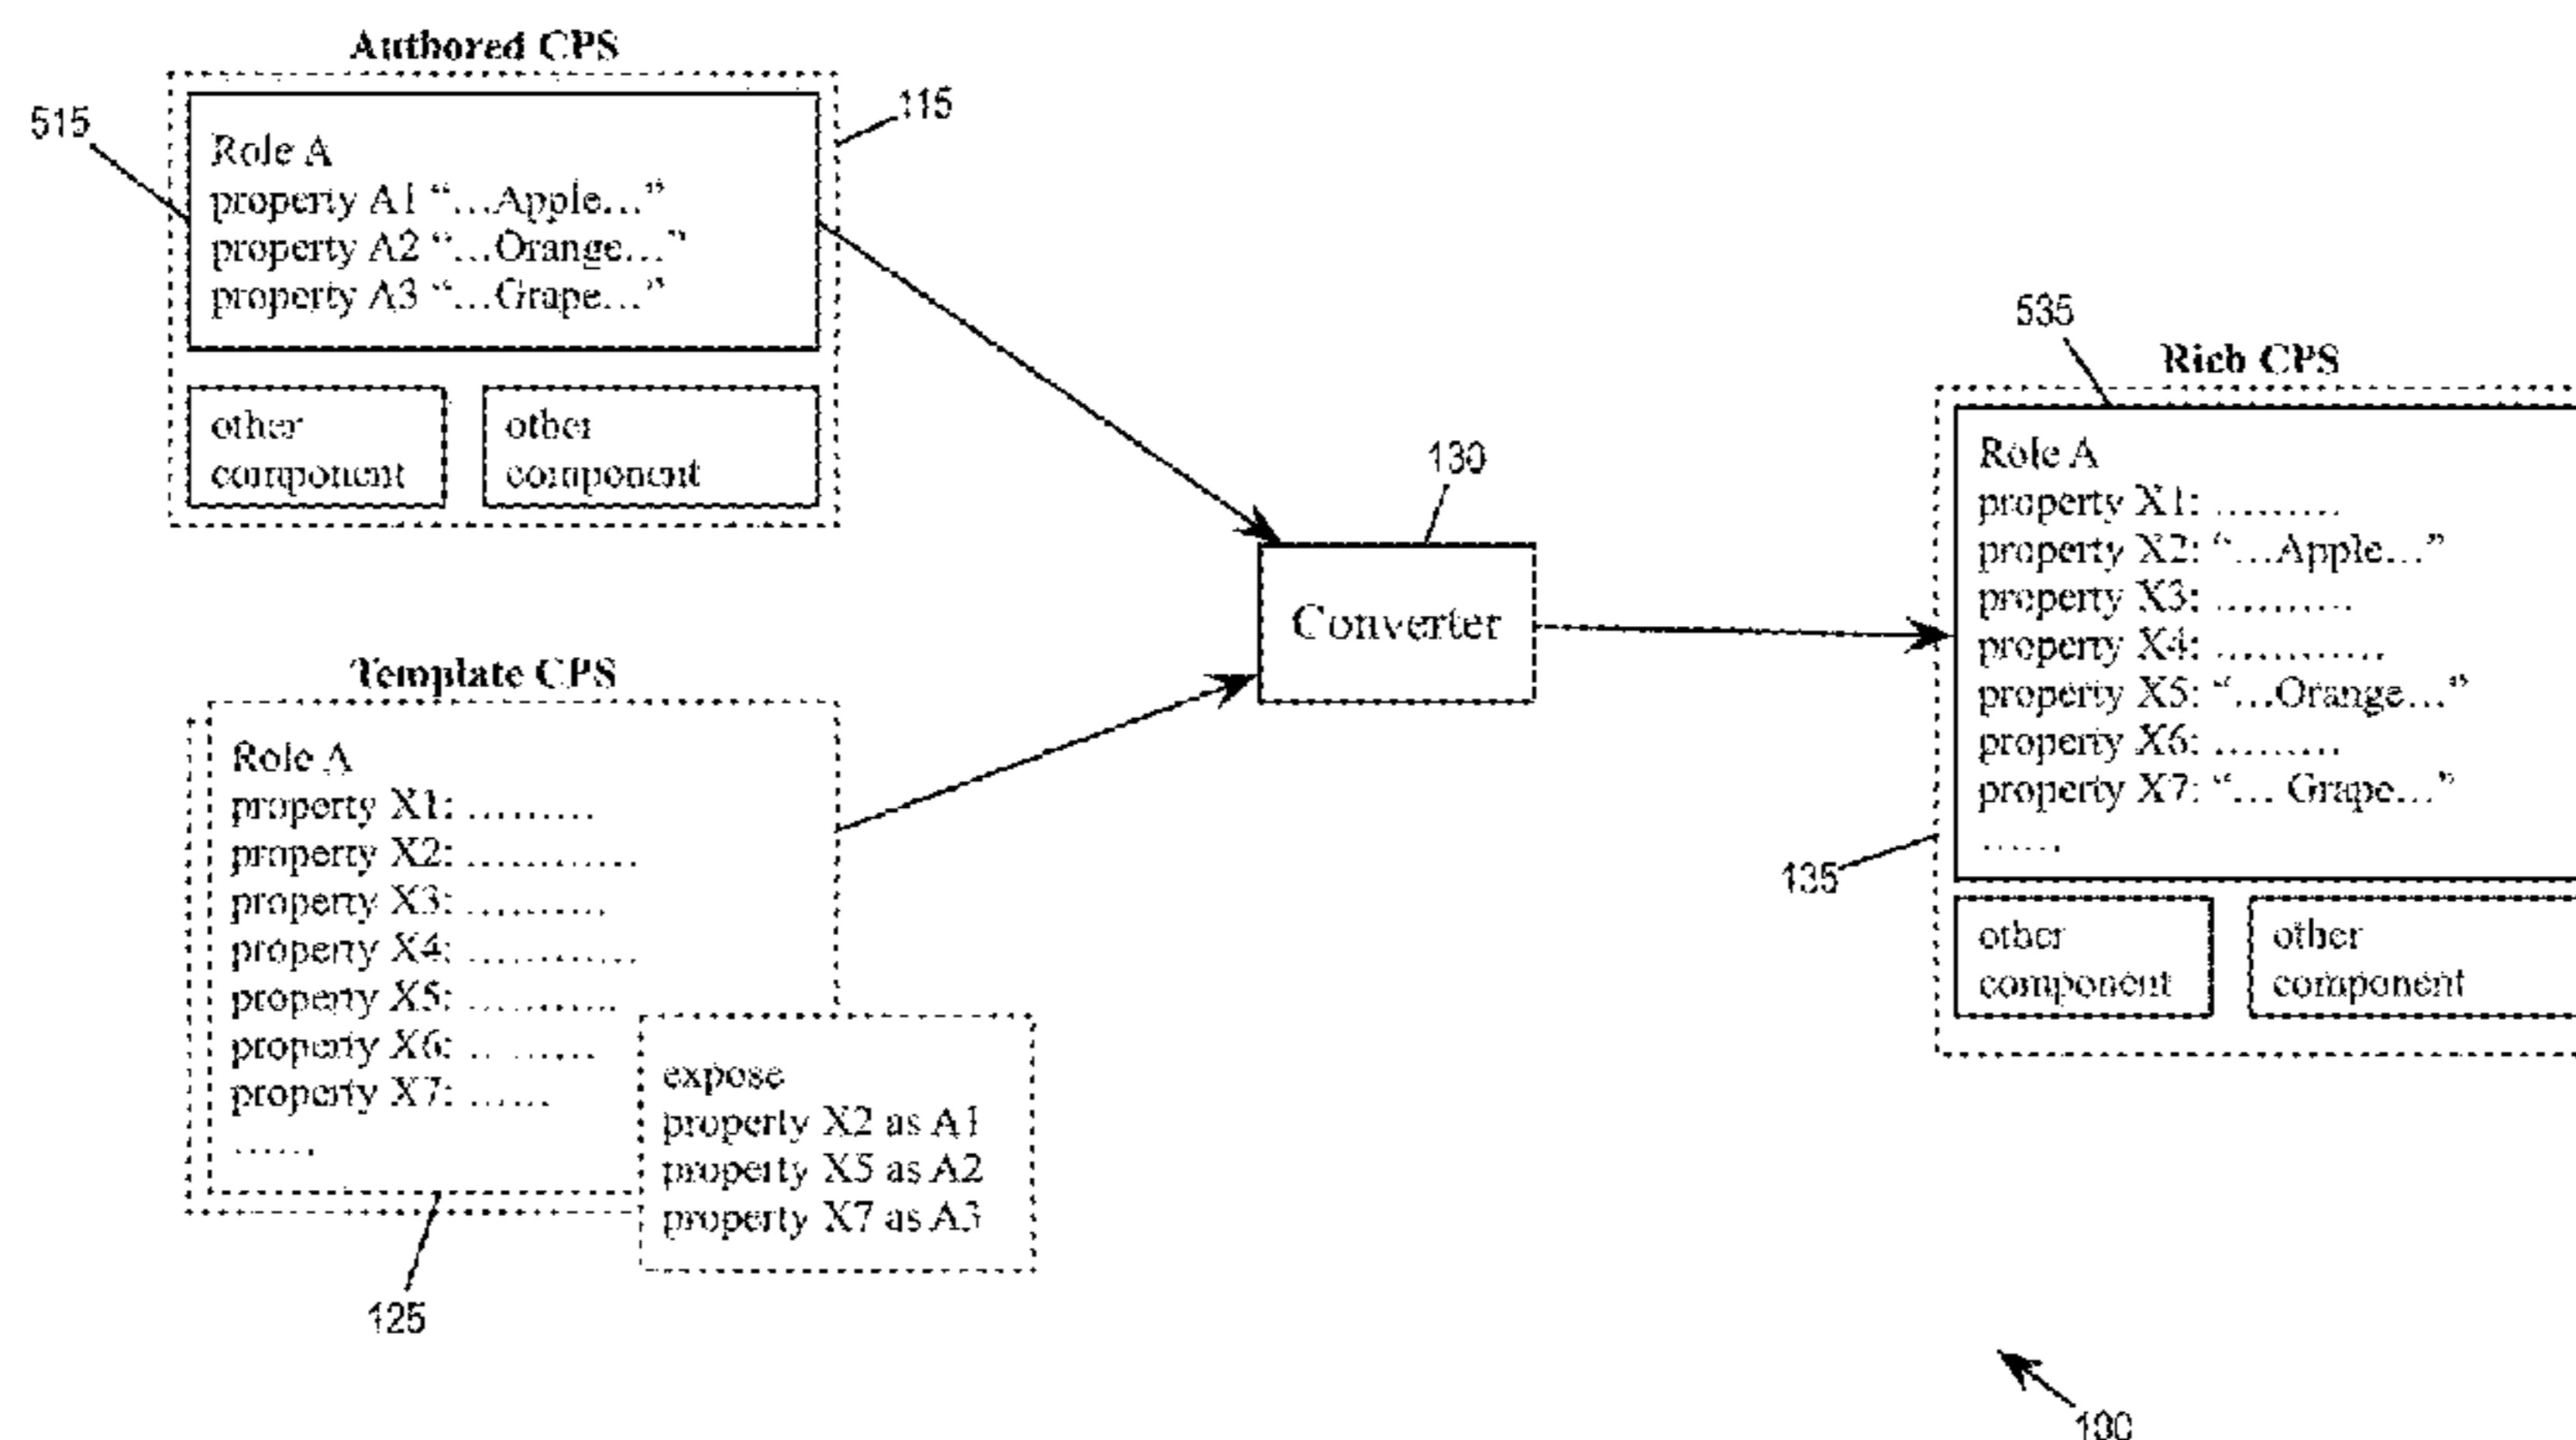 Authored CPS
515
115
Role A
property A1 “...Apple...”
property A2 “...Orange...”
property A3 “...Grape...”
other
component
other
component
130
Converter
Template CPS
Role A
property X1: .........
property X2: ............
property X3: ..........
property X4: ............
property X5: ...........
property X6: .........
property X7: ......
......
expose
property X2 as A1
property X5 as A2
property X7 as A3
125
535
Rich CPS
Role A
property X1: .........
property X2: “...Apple...”
property X3: ..........
property X4: ............
property X5: “...Orange...”
property X6: .........
property X7: “... Grape...”
......
135
other
component
other
component
100